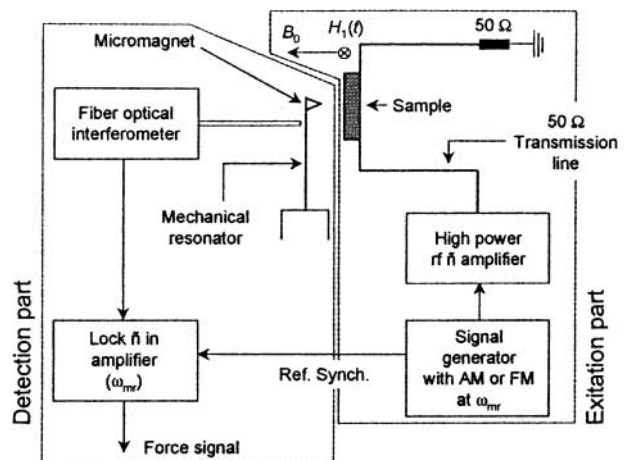 B₀
H₁(t)
50 Ω
Micromagnet
Fiber optical
interferometer
Sample
50 Ω
Transmission
line
Mechanical
resonator
High power
rf ñ amplifier
Detection part
Exitation part
Lock ñ in
amplifier
(ωmr)
Signal
generator
with AM or FM
at ωmr
Ref. Synch.
Force signal